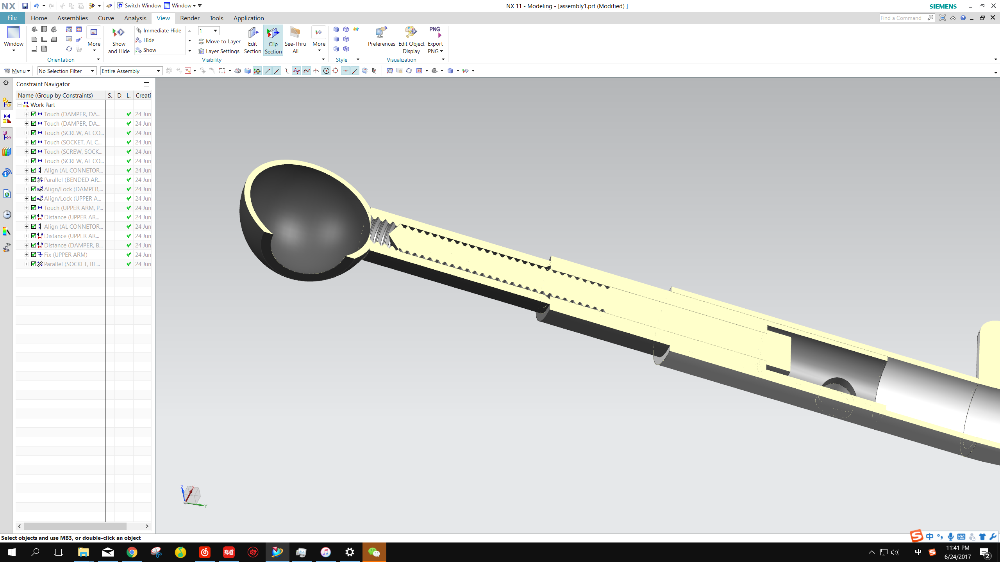 NX
Switch Window
Window
NX 11 - Modeling - [assembly1.prt (Modified) ]
SIEMENS
File
Home
Assemblies
Curve
Analysis
View
Render
Tools
Application
Find a Command
Window
More
Orientation
Show and Hide
Immediate Hide
Hide
Show
1
Move to Layer
Layer Settings
Visibility
Edit Section
Clip Section
See-Thru All
More
Style
Preferences
Edit Object Display
PNG
Export PNG
Visualization
Menu
No Selection Filter
Entire Assembly
Constraint Navigator
Name (Group by Constraints) S. D L.. Creati
Work Part
Touch (DAMPER, DA... 24 Jun
Touch (DAMPER, DA... 24 Jun
Touch (SCREW, AL CO... 24 Jun
Touch (SOCKET, AL C... 24 Jun
Touch (SCREW, SOCK... 24 Jun
Touch (SCREW, AL CO... 24 Jun
Align (AL CONNETOR... 24 Jun
Parallel (BENDED AR... 24 Jun
Align/Lock (DAMPER,... 24 Jun
Align/Lock (UPPER A... 24 Jun
Touch (UPPER ARM, P... 24 Jun
Distance (UPPER AR... 24 Jun
Align (AL CONNETOR... 24 Jun
Distance (UPPER AR... 24 Jun
Distance (DAMPER, B... 24 Jun
Fix (UPPER ARM) 24 Jun
Parallel (SOCKET, BE... 24 Jun
Z
X
Y
Select objects and use MB3, or double-click an object
中
有道
中
11:41 PM
6/24/2017
2